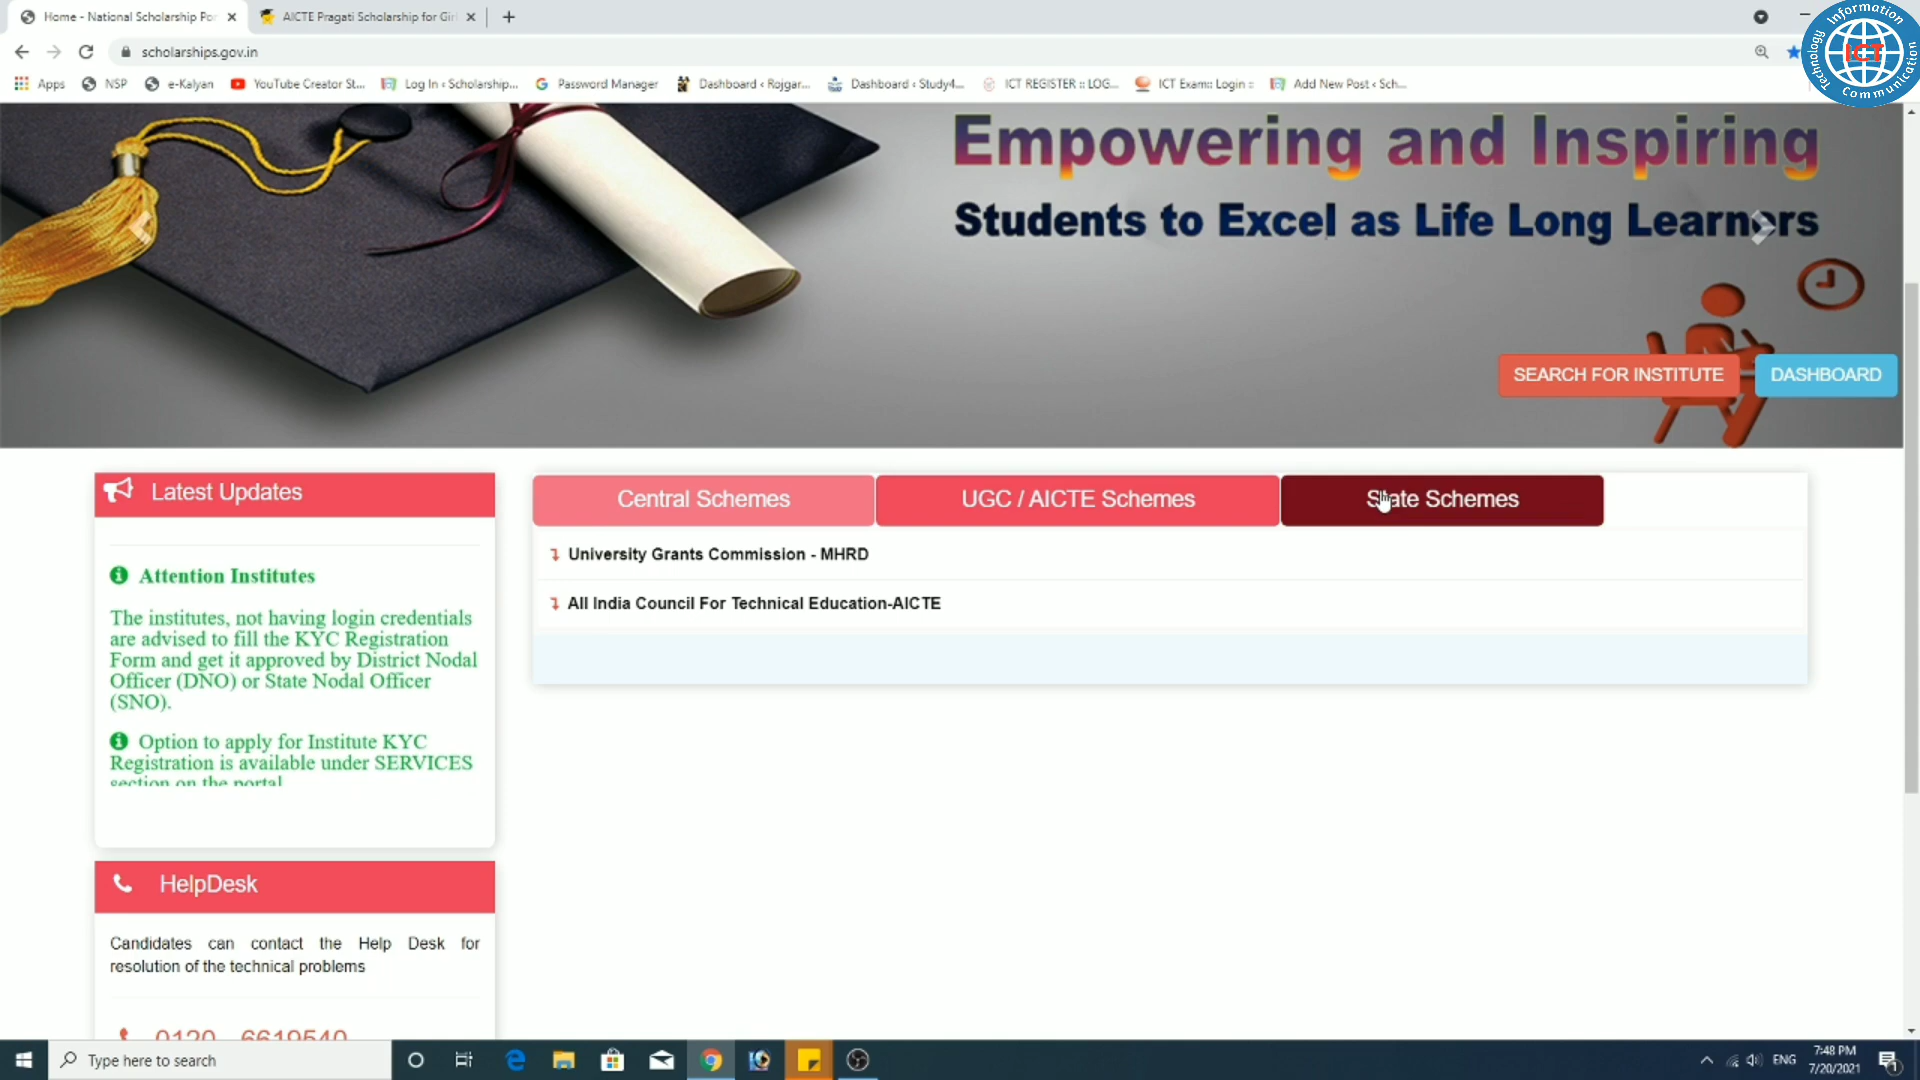 Home - National Scholarship Por
AICTE Pragati Scholarship for Girl
scholarships.gov.in
Apps
NSP
e-Kalyan
YouTube Creator St...
Log In ‹ Scholarship...
Password Manager
Dashboard ‹ Rojgar...
Dashboard ‹ Study4...
ICT REGISTER :: LOG...
ICT Exam:: Login ::
Add New Post ‹ Sch...
Information
Communication
Technology
ICT
Empowering and Inspiring
Students to Excel as Life Long Learners
SEARCH FOR INSTITUTE
DASHBOARD
Latest Updates
Attention Institutes
The institutes, not having login credentials
are advised to fill the KYC Registration
Form and get it approved by District Nodal
Officer (DNO) or State Nodal Officer
(SNO).
Option to apply for Institute KYC
Registration is available under SERVICES
section on the portal
Central Schemes
UGC / AICTE Schemes
State Schemes
University Grants Commission - MHRD
All India Council For Technical Education-AICTE
HelpDesk
Candidates can contact the Help Desk for
resolution of the technical problems
0120 - 6619540
Type here to search
ENG
7:48 PM
7/20/2021
1